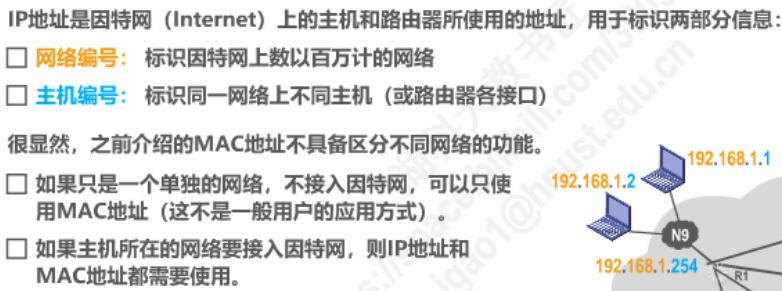 IP地址是因特网（Internet）上的主机和路由器所使用的地址，用于标识两部分信息：
网络编号： 标识因特网上数以百万计的网络
主机编号： 标识同一网络上不同主机（或路由器各接口）
很显然，之前介绍的MAC地址不具备区分不同网络的功能。
如果只是一个单独的网络，不接入因特网，可以只使
用MAC地址（这不是一般用户的应用方式）。
如果主机所在的网络要接入因特网，则IP地址和
MAC地址都需要使用。
192.168.1.1
192.168.1.2
N9
192.168.1.254
R1